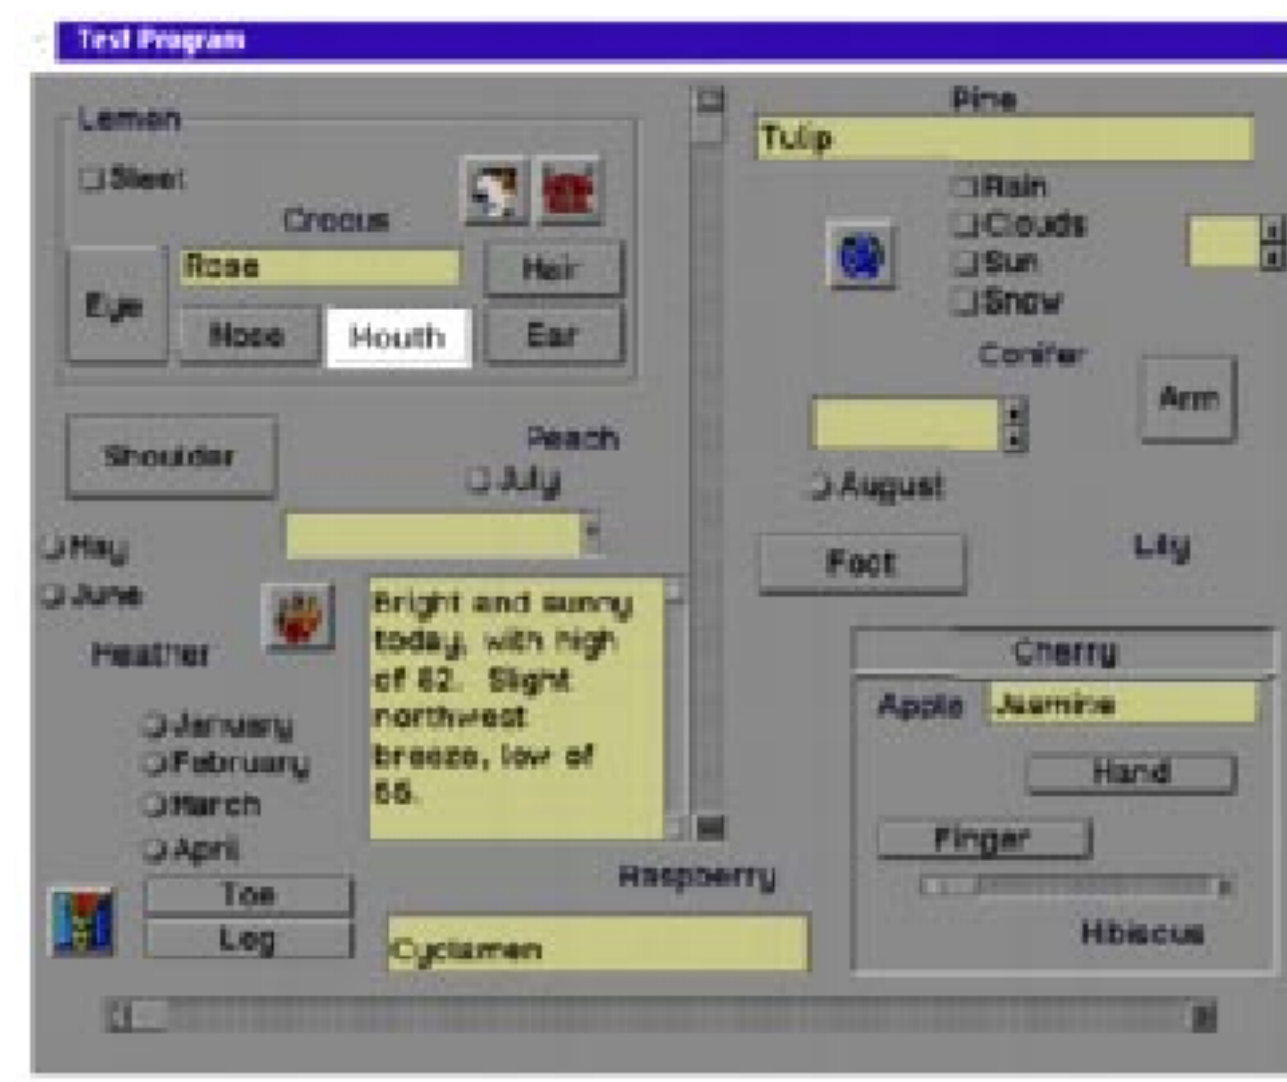 Test Program
Lemon
Sleet
Crocus
Rose
Hair
Eye
Nose
Mouth
Ear
Shoulder
Peach
July
May
June
Heather
Bright and sunny
today, with high
of 82. Slight
northwest
breeze, low of
66.
January
February
March
April
Toe
Leg
Raspberry
Cyclamen
Pine
Tulip
Rain
Clouds
Sun
Snow
Conifer
Arm
August
Foot
Lily
Cherry
Apple
Jasmine
Hand
Finger
Hibiscus